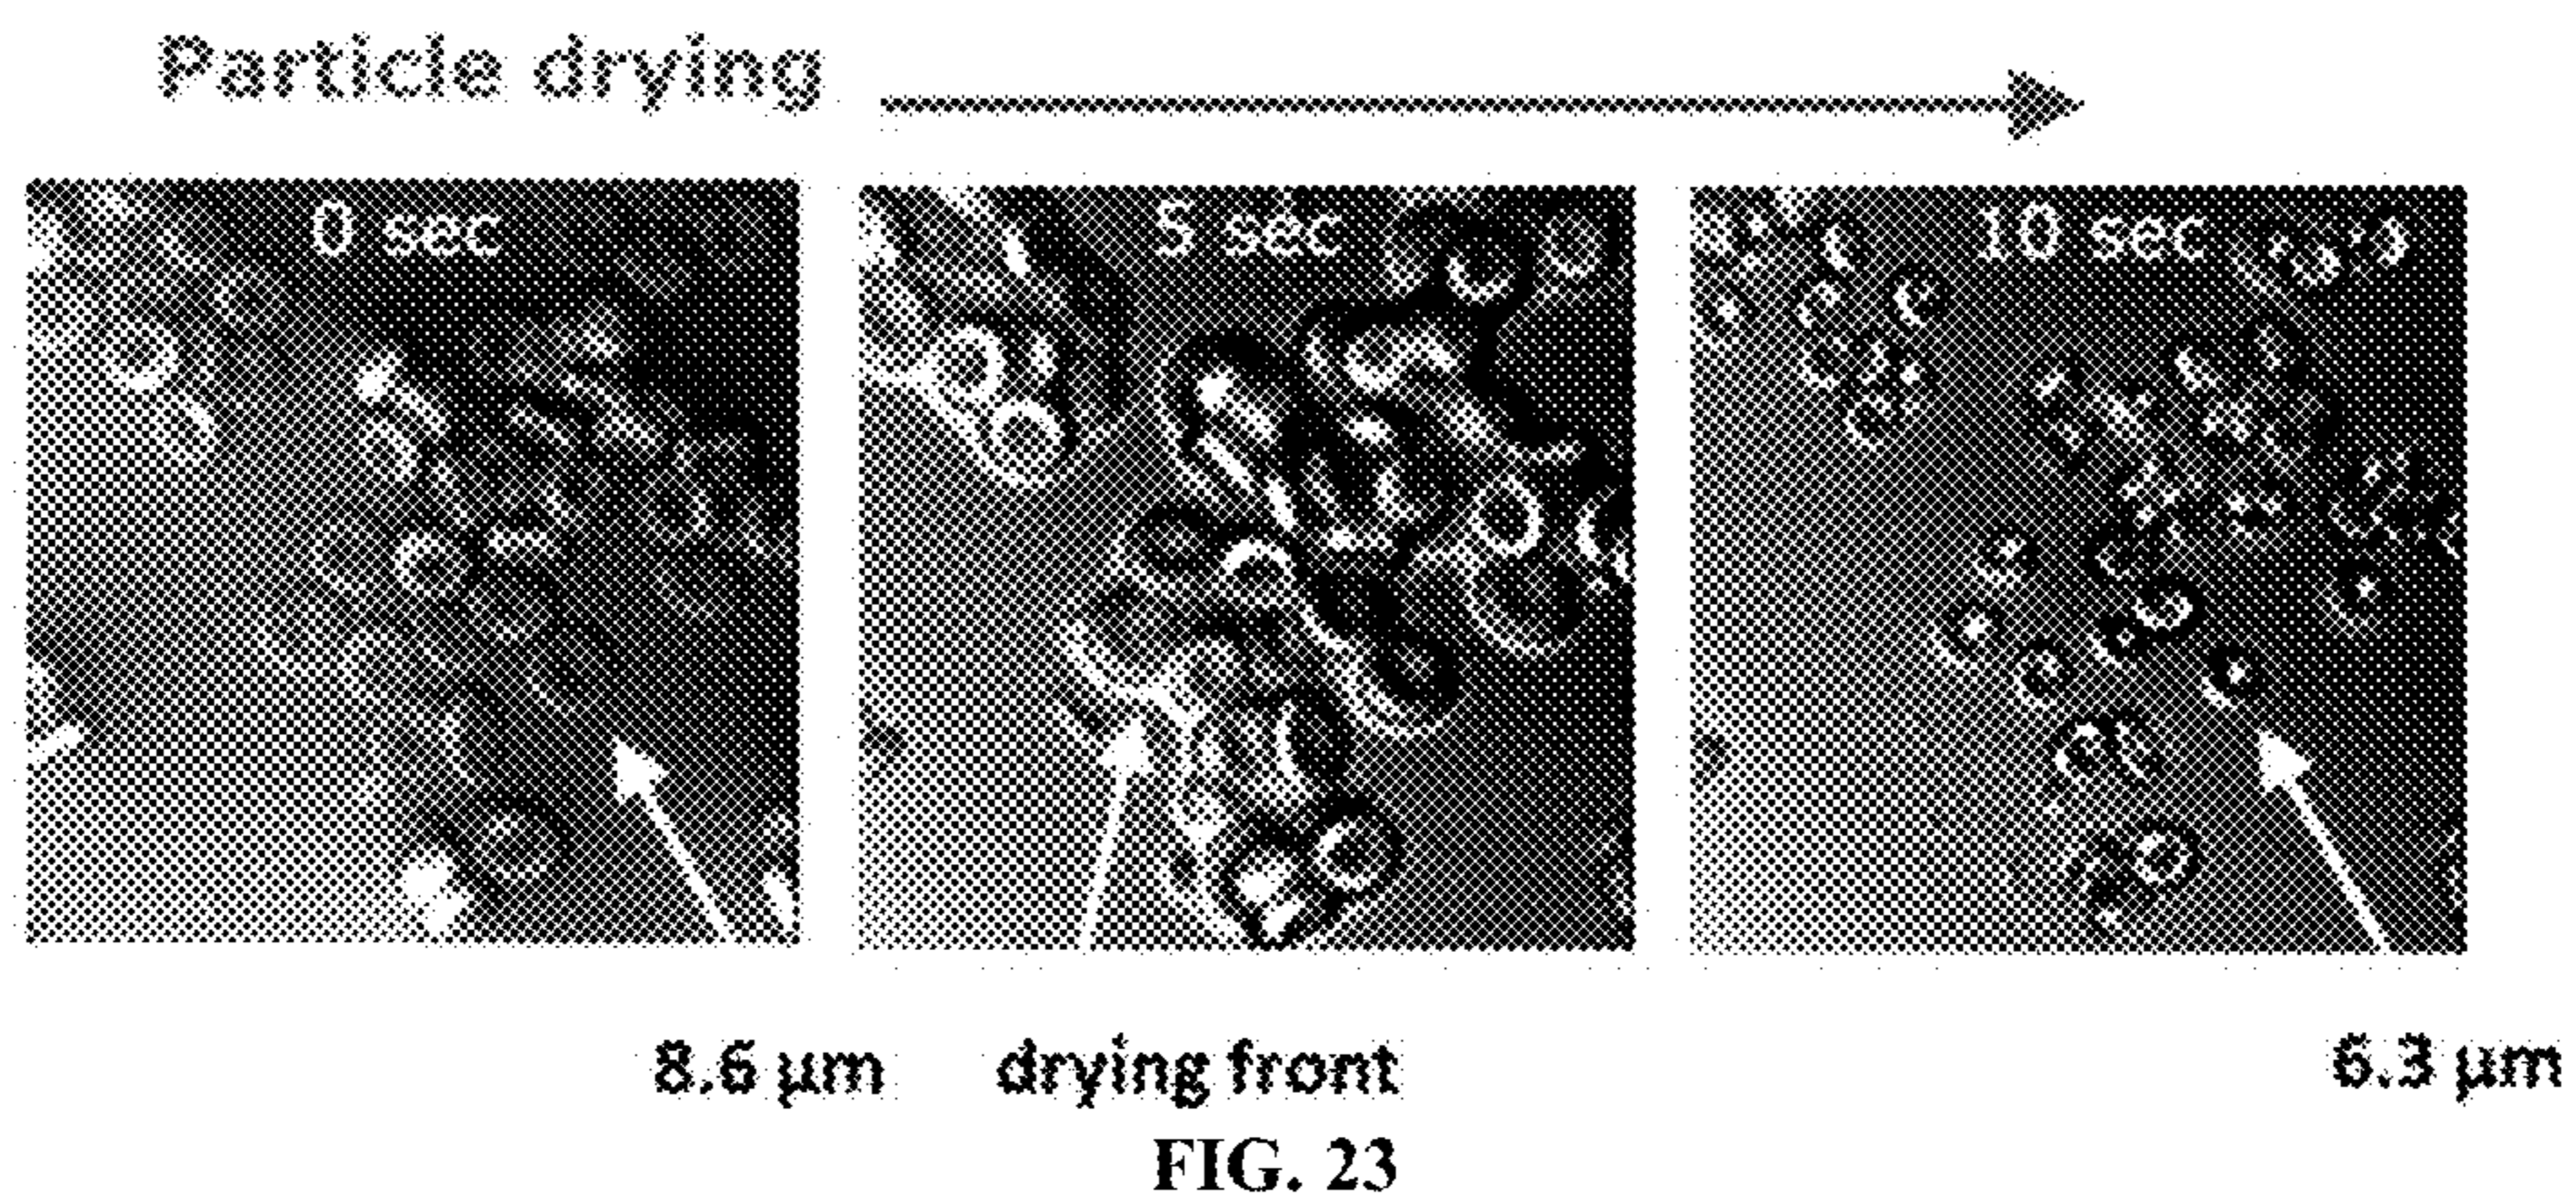 Particle drying
0 sec
5 sec
10 sec
8.6 µm
drying front
6.3 µm
FIG. 23